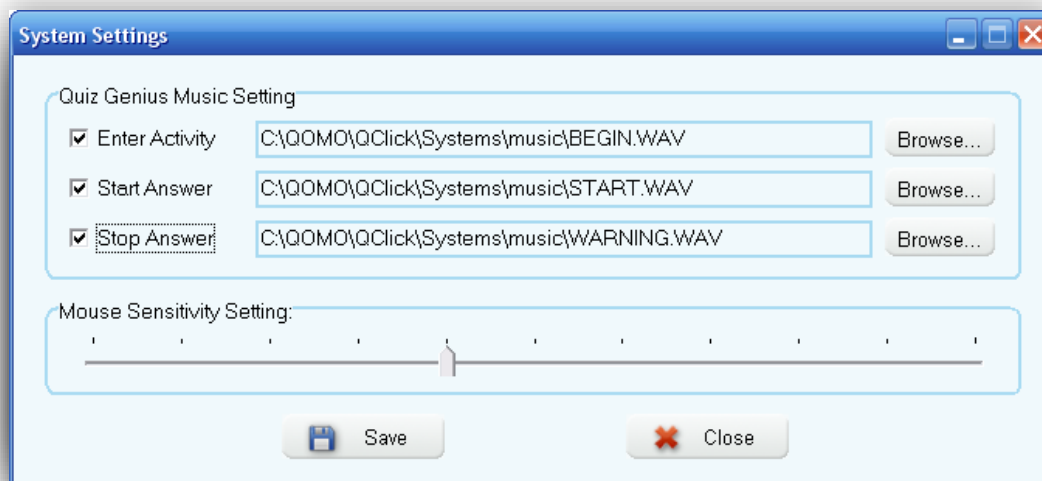 System Settings
Quiz Genius Music Setting
Enter Activity C:\QOMO\QClick\Systems\music\BEGIN.WAV Browse...
Start Answer C:\QOMO\QClick\Systems\music\START.WAV Browse...
Stop Answer C:\QOMO\QClick\Systems\music\WARNING.WAV Browse...
Mouse Sensitivity Setting:
Save Close